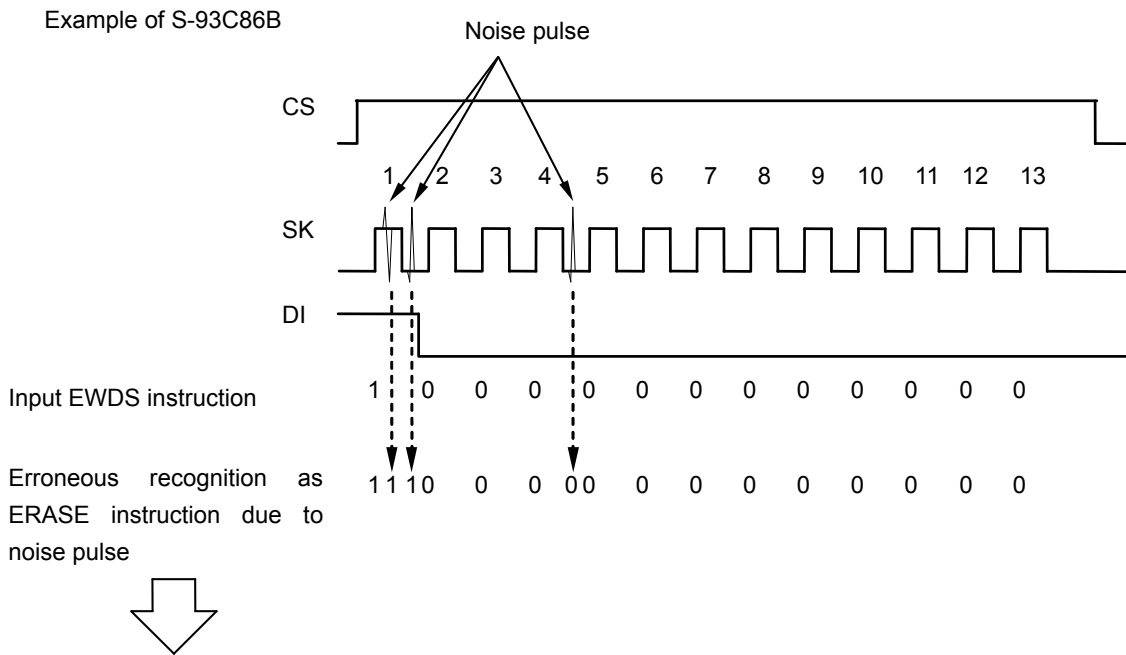 Example of S-93C86B
Noise pulse
CS
1 2 3 4 5 6 7 8 9 10 11 12 13
SK
DI
Input EWDS instruction
1 0 0 0 0 0 0 0 0 0 0 0 0
Erroneous recognition as
ERASE instruction due to
noise pulse
1 1 1 0 0 0 0 0 0 0 0 0 0 0 0 0